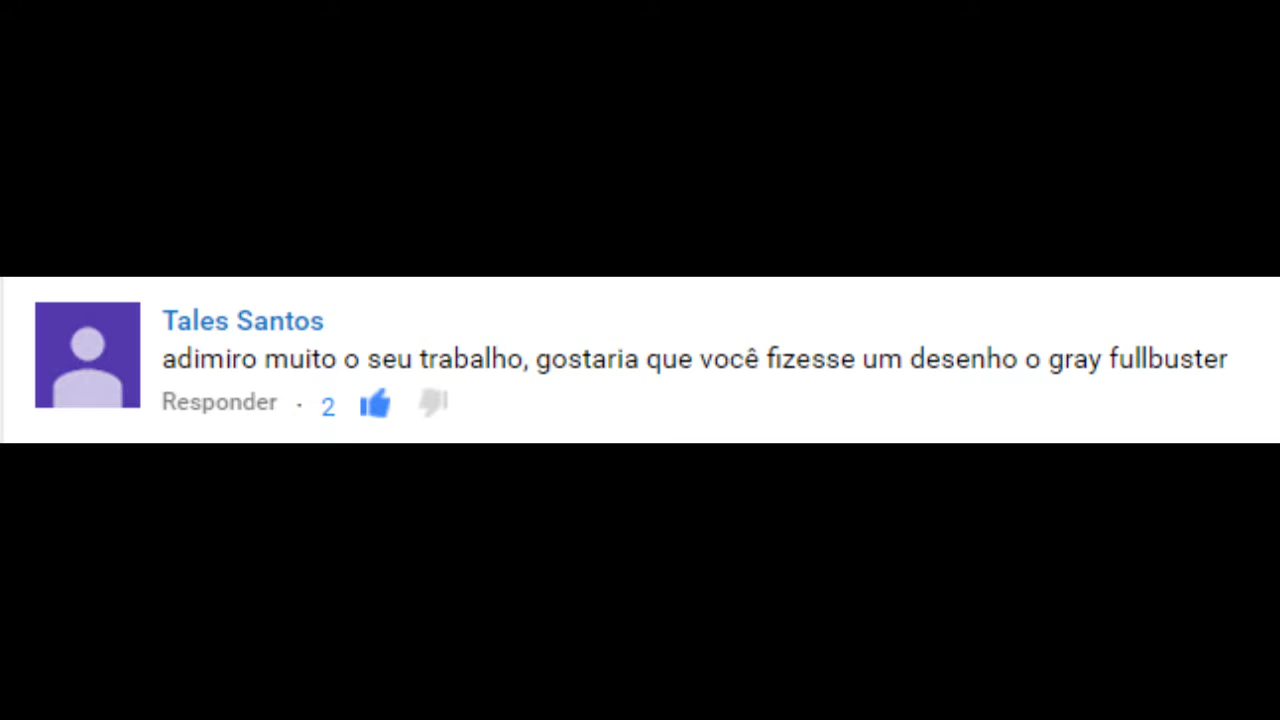 Tales Santos
adimiro muito o seu trabalho, gostaria que você fizesse um desenho o gray fullbuster
Responder · 2